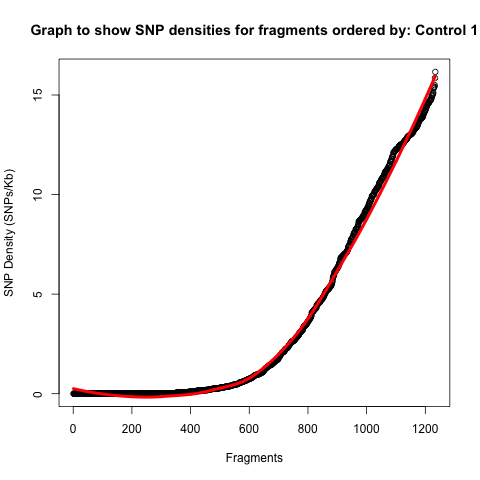 Graph to show SNP densities for fragments ordered by: Control 1
SNP Density (SNPs/Kb)
15
10
5
0
0 200 400 600 800 1000 1200
Fragments